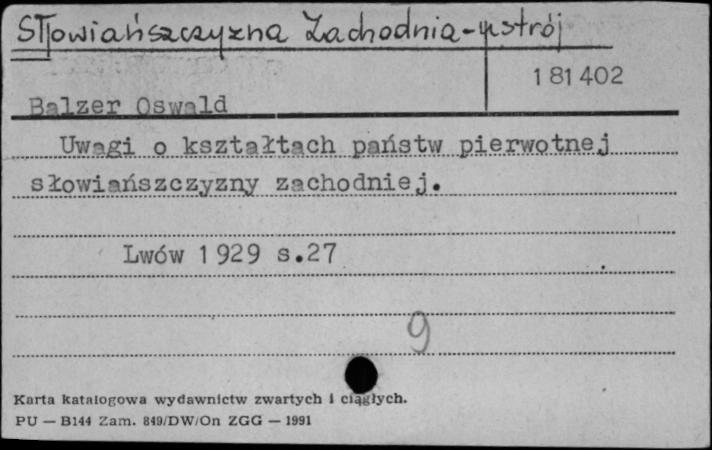 Słowiańszczyzna Zachodnia-ustrój
181402
Balzer Oswald
Uwagi o kształtach państw pierwotnej
słowiańszczyzny zachodniej.
Lwów 1929 s.27
9
Karta katalogowa wydawnictw zwartych i ciągłych.
PU — B144 Zam. 849/DW/On ZGG — 1991